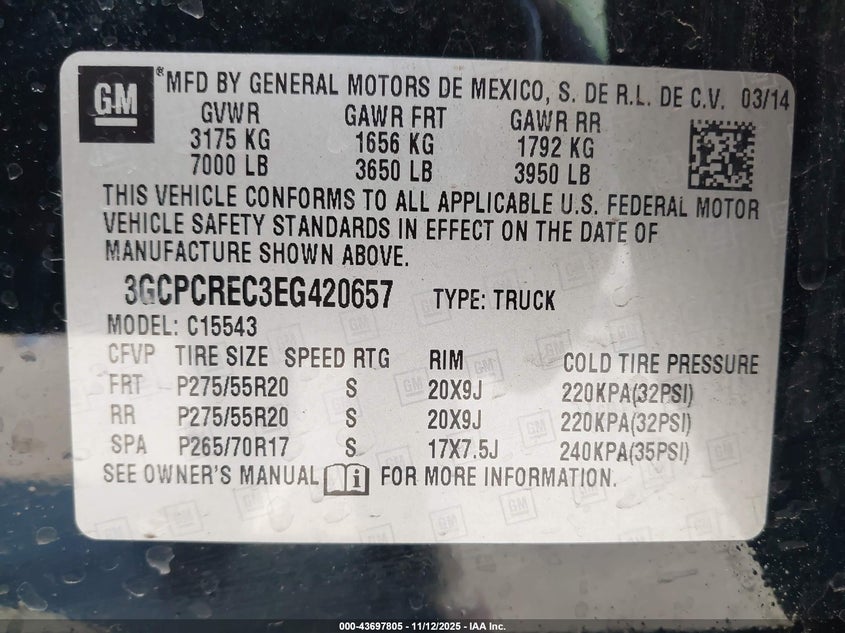 GM ® MFD BY GENERAL MOTORS DE MEXICO, S. DE R.L. DE C.V. 03/14
GVWR GAWR FRT GAWR RR
3175 KG 1656 KG 1792 KG
7000 LB 3650 LB 3950 LB
THIS VEHICLE CONFORMS TO ALL APPLICABLE U.S. FEDERAL MOTOR
VEHICLE SAFETY STANDARDS IN EFFECT ON THE DATE OF
MANUFACTURE SHOWN ABOVE.
3GCPCREC3EG420657 TYPE: TRUCK
MODEL: C15543
CFVP TIRE SIZE SPEED RTG RIM COLD TIRE PRESSURE
FRT P275/55R20 S 20X9J 220KPA(32PSI)
RR P275/55R20 S 20X9J 220KPA(32PSI)
SPA P265/70R17 S 17X7.5J 240KPA(35PSI)
SEE OWNER'S MANUAL FOR MORE INFORMATION.
000-43697805 - 11/12/2025 - IAA Inc.